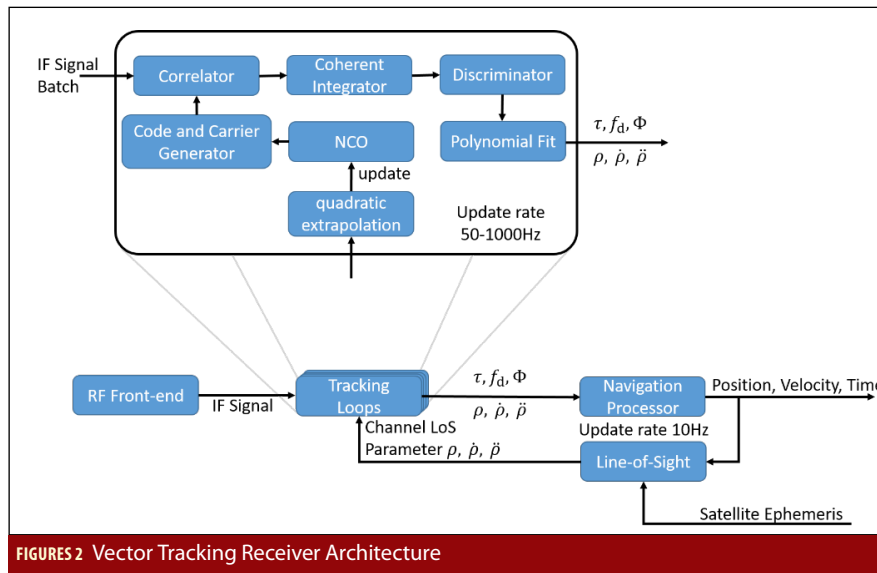 IF Signal
Batch
Correlator
Coherent
Integrator
Discriminator
Code and Carrier
Generator
NCO
Polynomial Fit
τ, f_d, Φ
ρ, ρ̇, ρ̈
update
quadratic
extrapolation
Update rate
50-1000Hz
RF Front-end
IF Signal
Tracking
Loops
τ, f_d, Φ
ρ, ρ̇, ρ̈
Navigation
Processor
Position, Velocity, Time
Channel LoS
Parameter ρ, ρ̇, ρ̈
Update rate 10Hz
Line-of-Sight
Satellite Ephemeris
FIGURES 2 Vector Tracking Receiver Architecture